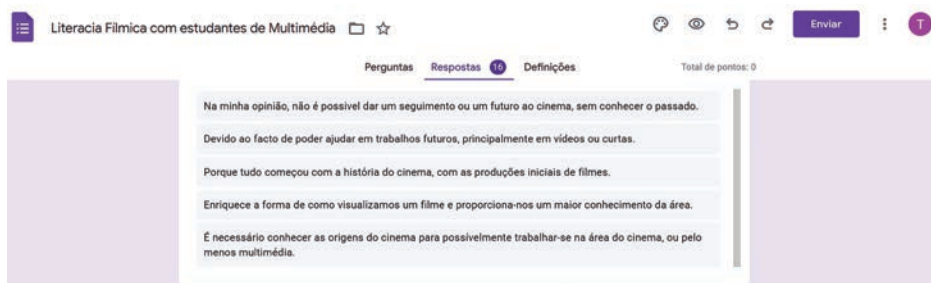 Literacia Fílmica com estudantes de Multimédia
Enviar
T
Perguntas Respostas 16 Definições
Total de pontos: 0
Na minha opinião, não é possivel dar um seguimento ou um futuro ao cinema, sem conhecer o passado.
Devido ao facto de poder ajudar em trabalhos futuros, principalmente em vídeos ou curtas.
Porque tudo começou com a história do cinema, com as produções iniciais de filmes.
Enriquece a forma de como visualizamos um filme e proporciona-nos um maior conhecimento da área.
É necessário conhecer as origens do cinema para possívelmente trabalhar-se na área do cinema, ou pelo
menos multimédia.